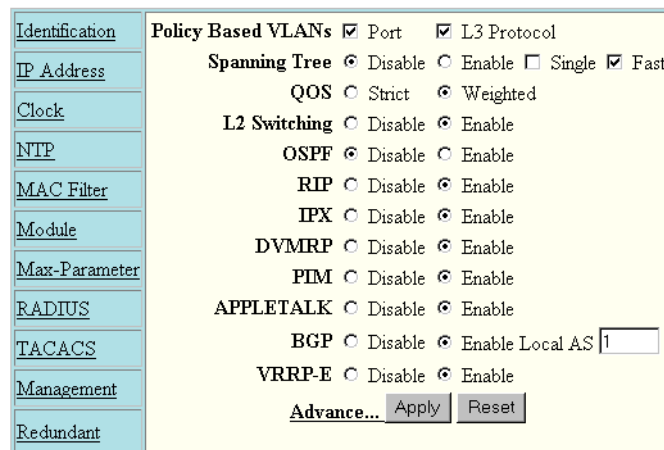 Identification
IP Address
Clock
NTP
MAC Filter
Module
Max-Parameter
RADIUS
TACACS
Management
Redundant
Policy Based VLANs Port L3 Protocol
Spanning Tree Disable Enable Single Fast
QOS Strict Weighted
L2 Switching Disable Enable
OSPF Disable Enable
RIP Disable Enable
IPX Disable Enable
DVMRP Disable Enable
PIM Disable Enable
APPLETALK Disable Enable
BGP Disable Enable Local AS 1
VRRP-E Disable Enable
Advance... Apply Reset